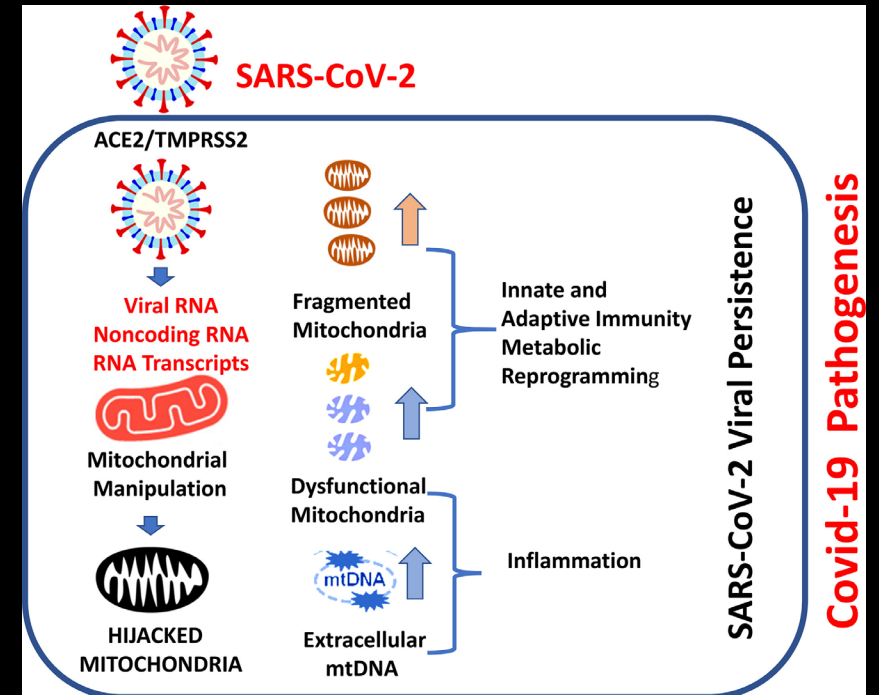 SARS-CoV-2
ACE2/TMPRSS2
Viral RNA
Noncoding RNA
RNA Transcripts
Mitochondrial
Manipulation
HIJACKED
MITOCHONDRIA
Fragmented
Mitochondria
Dysfunctional
Mitochondria
mtDNA
Extracellular
mtDNA
Innate and
Adaptive Immunity
Metabolic
Reprogramming
Inflammation
SARS-CoV-2 Viral Persistence
Covid-19 Pathogenesis